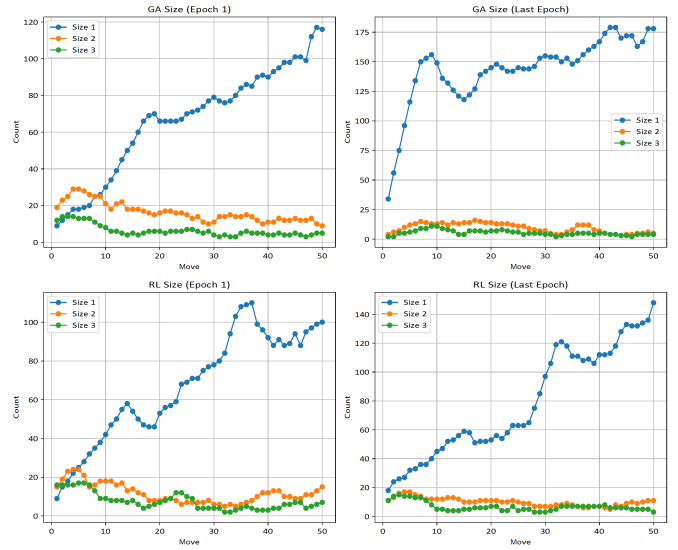 GA Size (Epoch 1)
Size 1
Size 2
Size 3
Count
120
100
80
60
40
20
0
0 10 20 30 40 50
Move
GA Size (Last Epoch)
Size 1
Size 2
Size 3
Count
175
150
125
100
75
50
25
0
0 10 20 30 40 50
Move
RL Size (Epoch 1)
Size 1
Size 2
Size 3
Count
100
80
60
40
20
0
0 10 20 30 40 50
Move
RL Size (Last Epoch)
Size 1
Size 2
Size 3
Count
140
120
100
80
60
40
20
0
0 10 20 30 40 50
Move